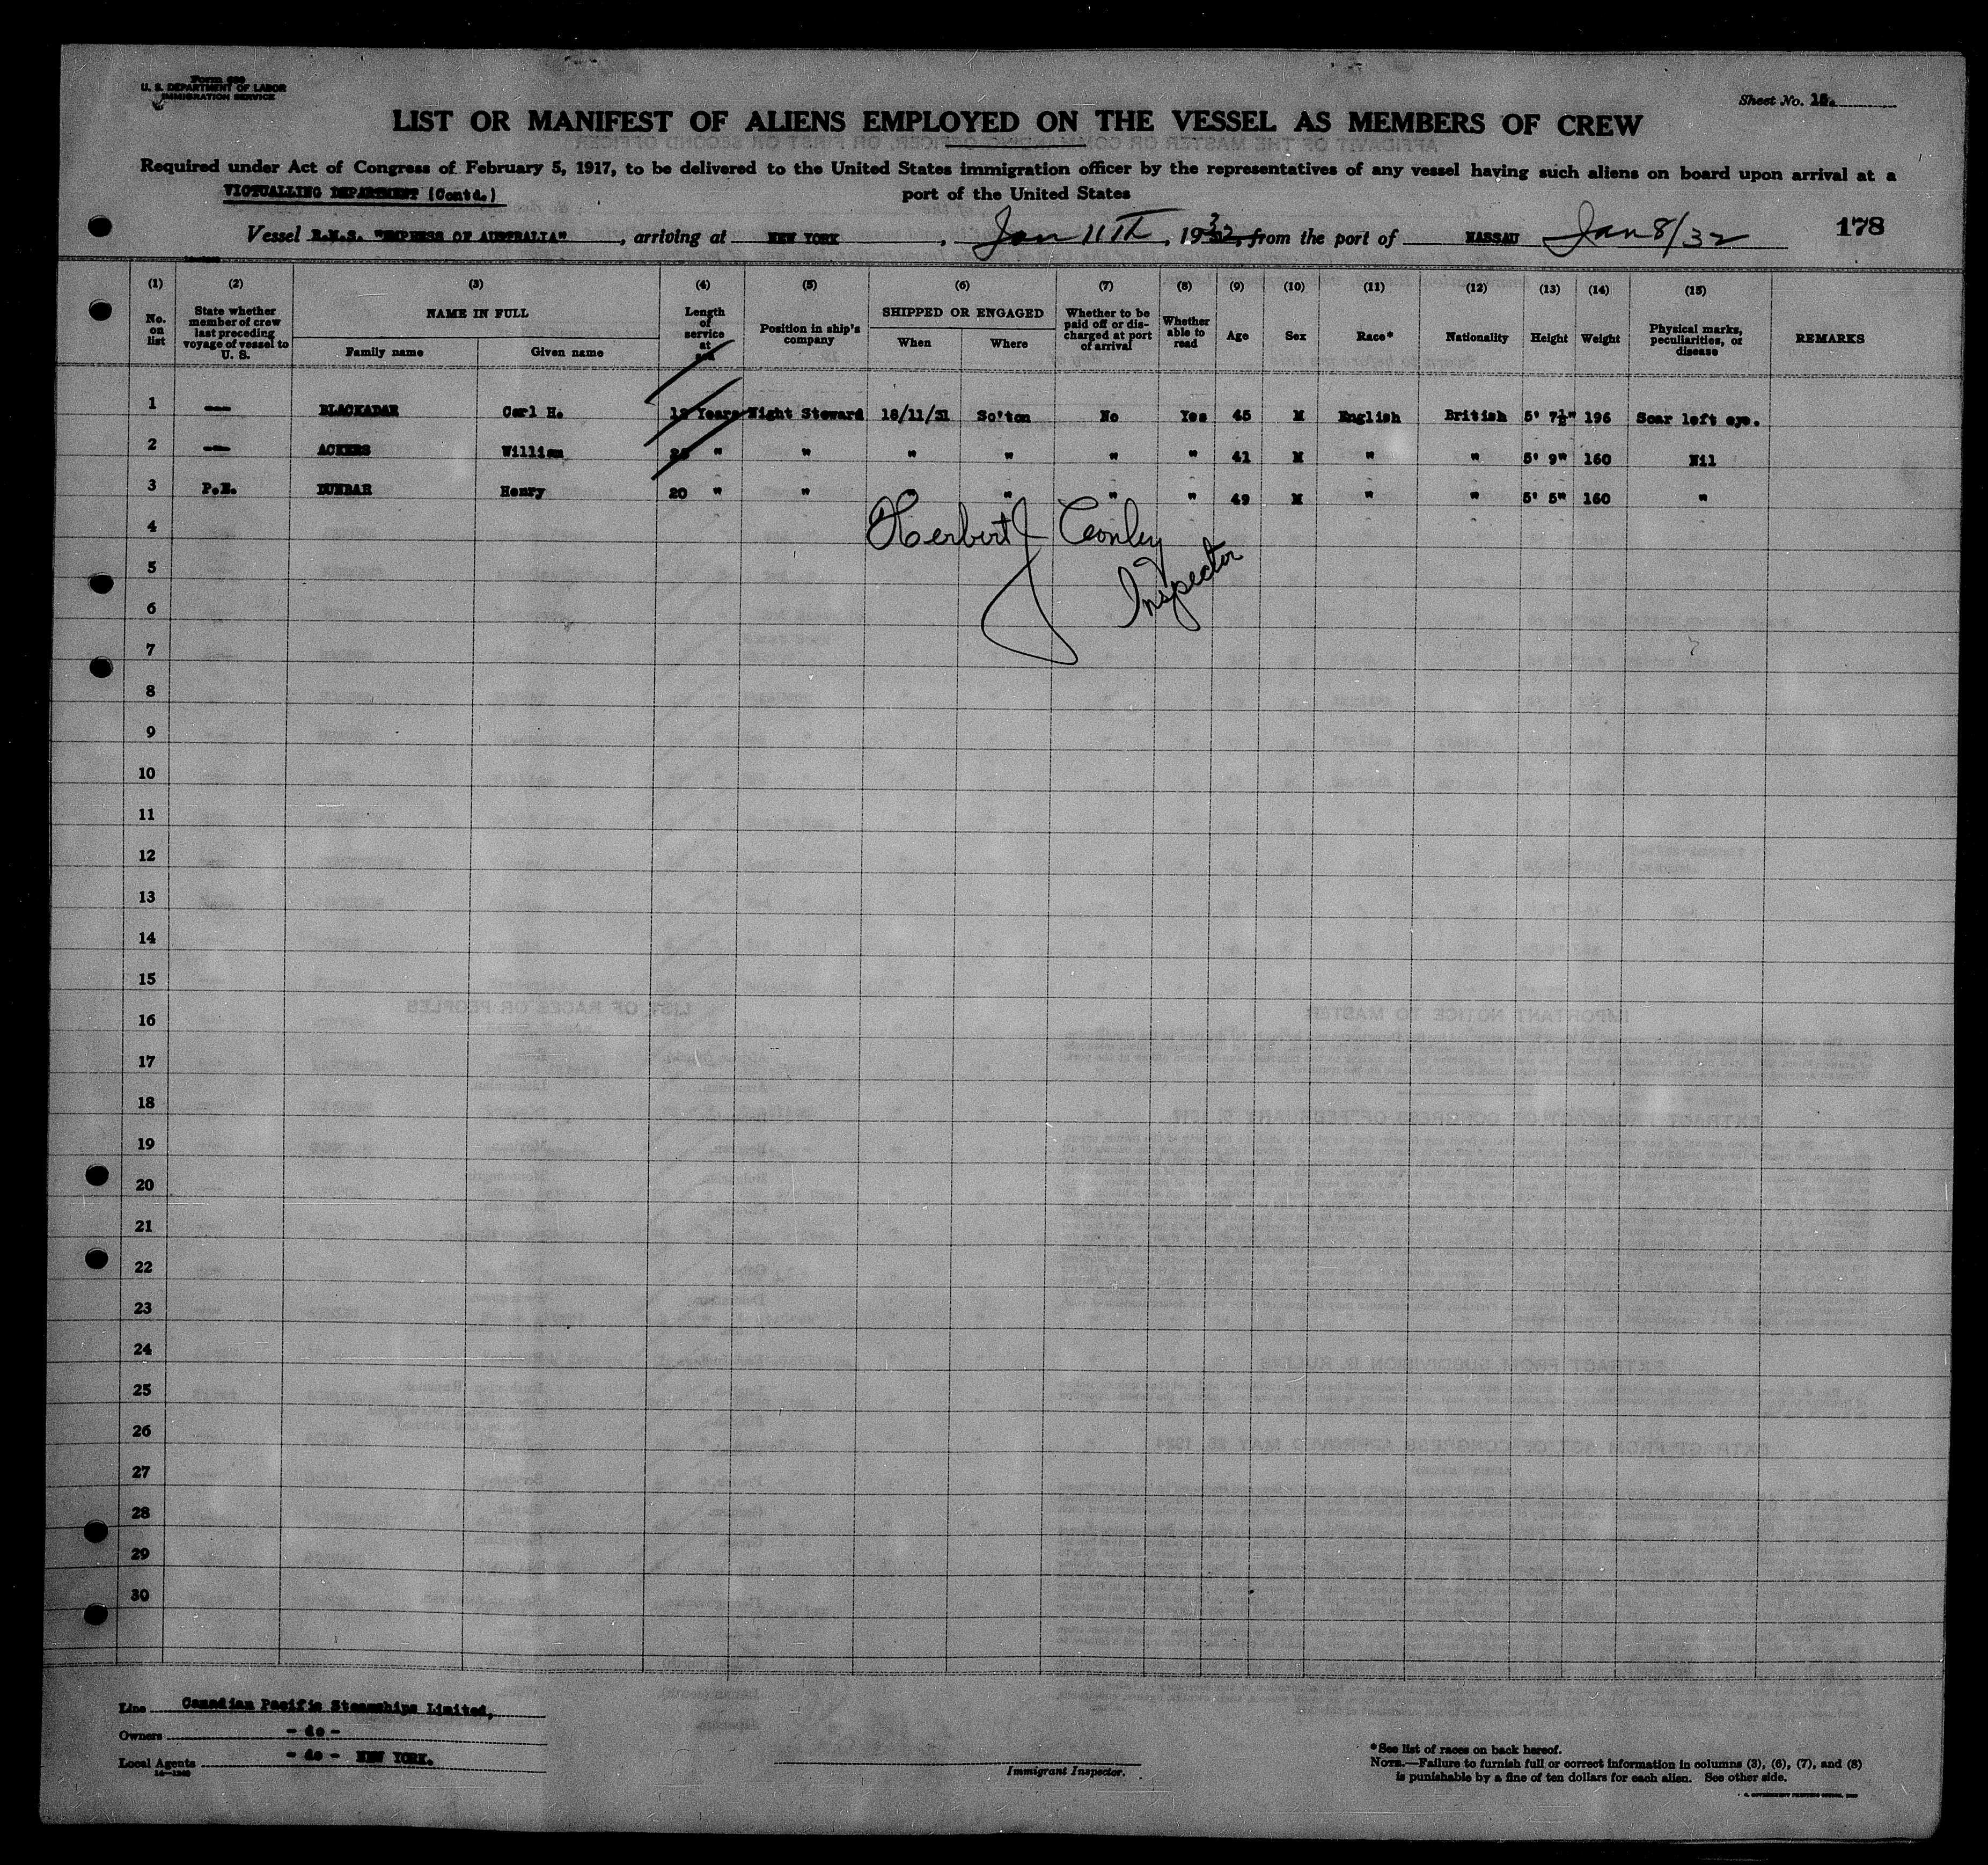 Form 680
U. S. DEPARTMENT OF LABOR
IMMIGRATION SERVICE
Sheet No. 15.
LIST OR MANIFEST OF ALIENS EMPLOYED ON THE VESSEL AS MEMBERS OF CREW
Required under Act of Congress of February 5, 1917, to be delivered to the United States immigration officer by the representatives of any vessel having such aliens on board upon arrival at a
port of the United States
VICTUALLING DEPARTMENT (Contd.)
Vessel R.M.S. "EMPRESS OF AUSTRALIA", arriving at NEW YORK, Jan 11th, 1932, from the port of NASSAU Jan 8/32 178
(1) (2) (3) (4) (5) (6) (7) (8) (9) (10) (11) (12) (13) (14) (15)
No. on list State whether member of crew last preceding voyage of vessel to U. S. NAME IN FULL Family name Given name Length of service at sea Position in ship's company SHIPPED OR ENGAGED When Where Whether to be paid off or discharged at port of arrival Whether able to read Age Sex Race* Nationality Height Weight Physical marks, peculiarities, or disease REMARKS
1 — BLACKADAR Carl H. 12 Years Night Steward 18/11/31 So'ton No Yes 45 M English British 5' 7½" 196 Scar left eye.
2 — ACKERS William " " " " " " 41 M " " 5' 9" 160 Nil
3 P.E. DUNBAR Henry 20 " " " " " " 49 M " " 5' 5" 160 "
Herbert J Conley
Inspector
4
5
6
7
8
9
10
11
12
13
14
15
16
17
18
19
20
21
22
23
24
25
26
27
28
29
30
Line Canadian Pacific Steamships Limited,
Owners - do -
Local Agents - do - NEW YORK.
Immigrant Inspector.
*See list of races on back hereof.
NOTE.—Failure to furnish full or correct information in columns (3), (6), (7), and (8)
is punishable by a fine of ten dollars for each alien. See other side.